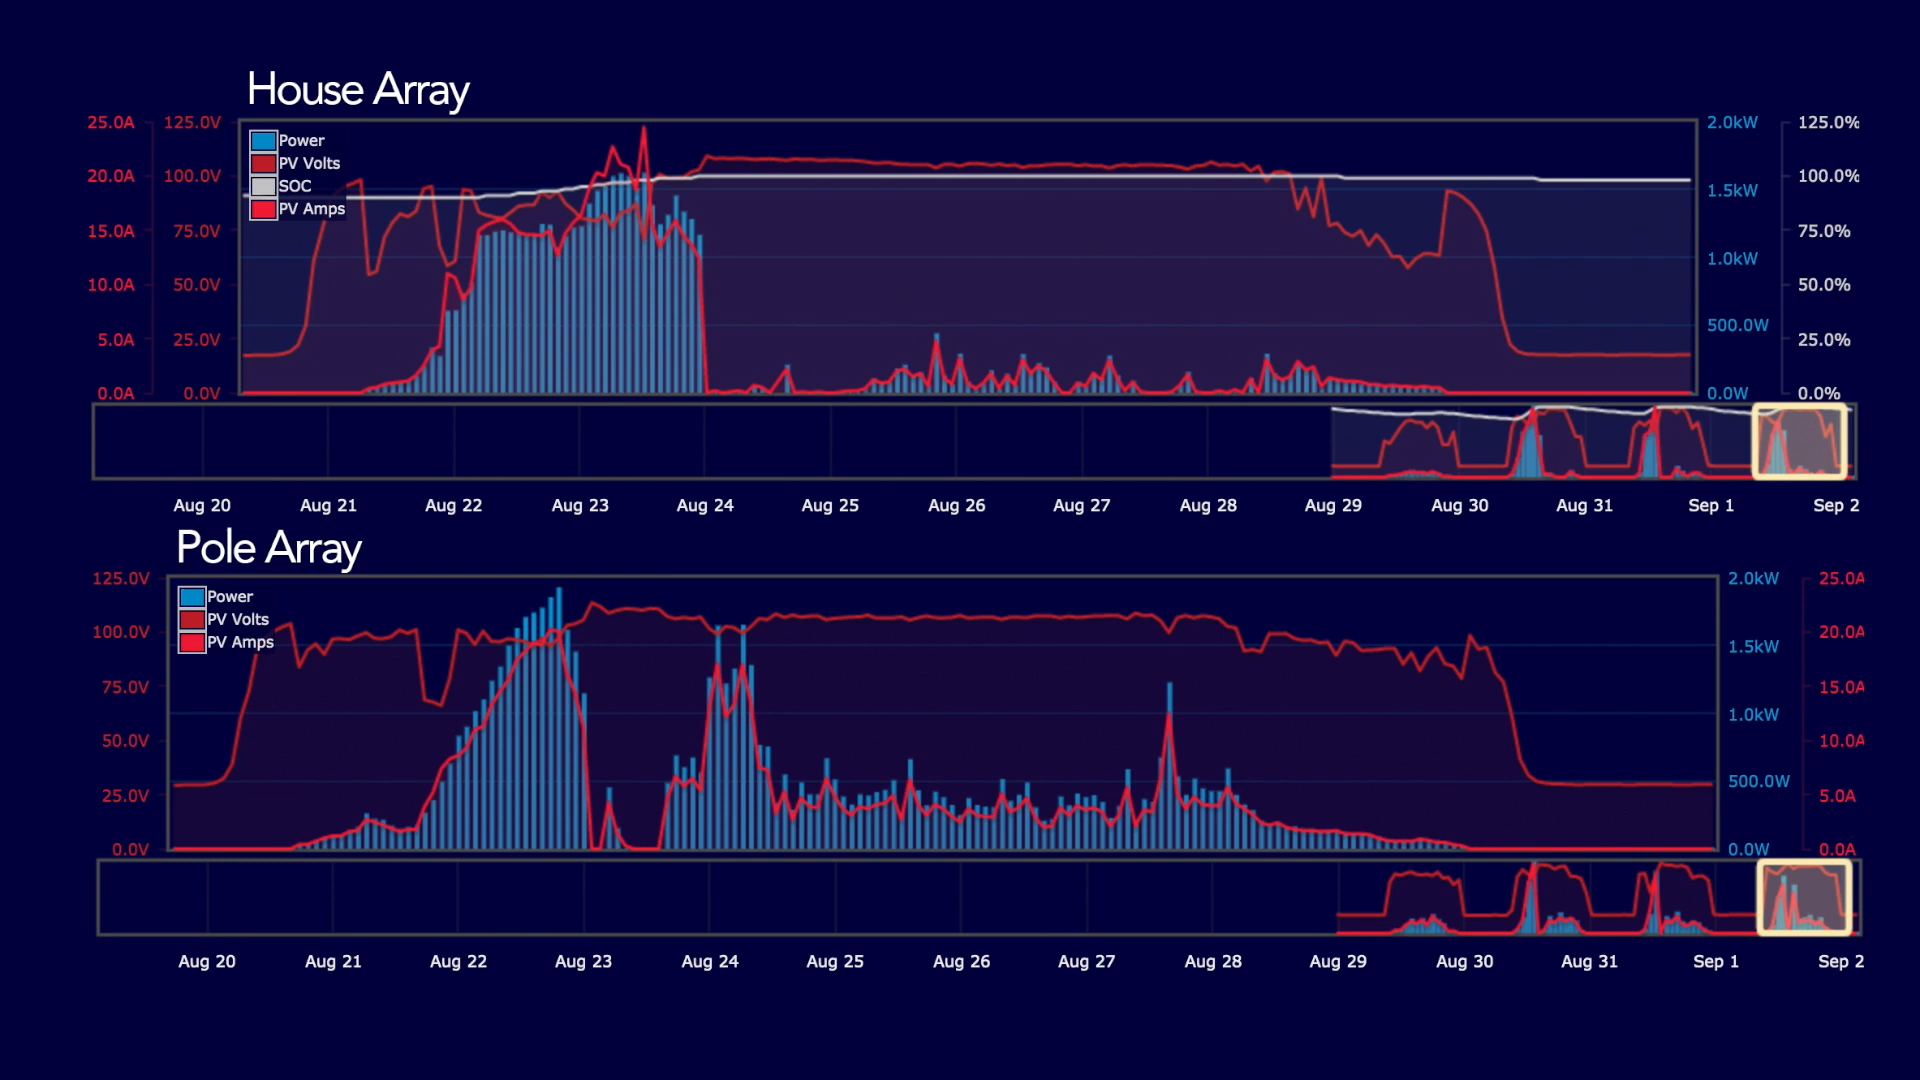 House Array
25.0A 125.0V 2.0kW 125.0%
Power
PV Volts
20.0A 100.0V SOC 1.5kW 100.0%
PV Amps
15.0A 75.0V 75.0%
1.0kW
10.0A 50.0V 50.0%
500.0W
5.0A 25.0V 25.0%
0.0A 0.0V 0.0W 0.0%
Aug 20 Aug 21 Aug 22 Aug 23 Aug 24 Aug 25 Aug 26 Aug 27 Aug 28 Aug 29 Aug 30 Aug 31 Sep 1 Sep 2
Pole Array
125.0V 2.0kW 25.0A
Power
PV Volts
100.0V PV Amps 1.5kW 20.0A
75.0V 15.0A
1.0kW
50.0V 10.0A
500.0W
25.0V 5.0A
0.0V 0.0W 0.0A
Aug 20 Aug 21 Aug 22 Aug 23 Aug 24 Aug 25 Aug 26 Aug 27 Aug 28 Aug 29 Aug 30 Aug 31 Sep 1 Sep 2